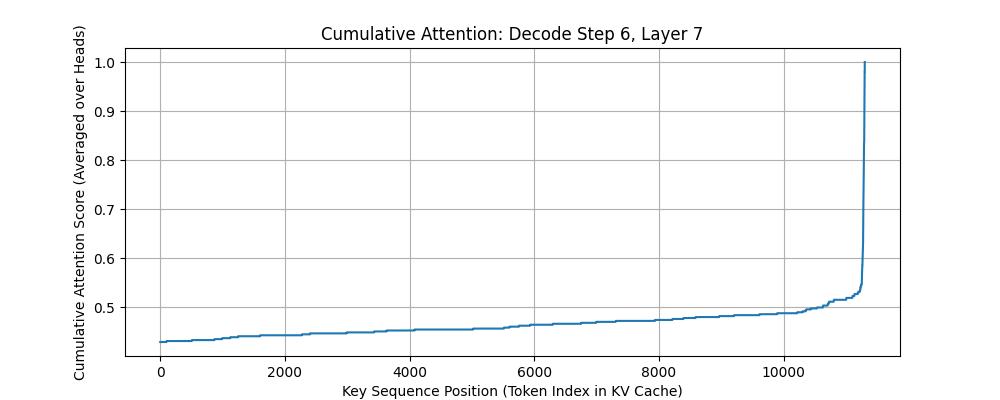 Cumulative Attention: Decode Step 6, Layer 7
Cumulative Attention Score (Averaged over Heads)
1.0
0.9
0.8
0.7
0.6
0.5
0 2000 4000 6000 8000 10000
Key Sequence Position (Token Index in KV Cache)